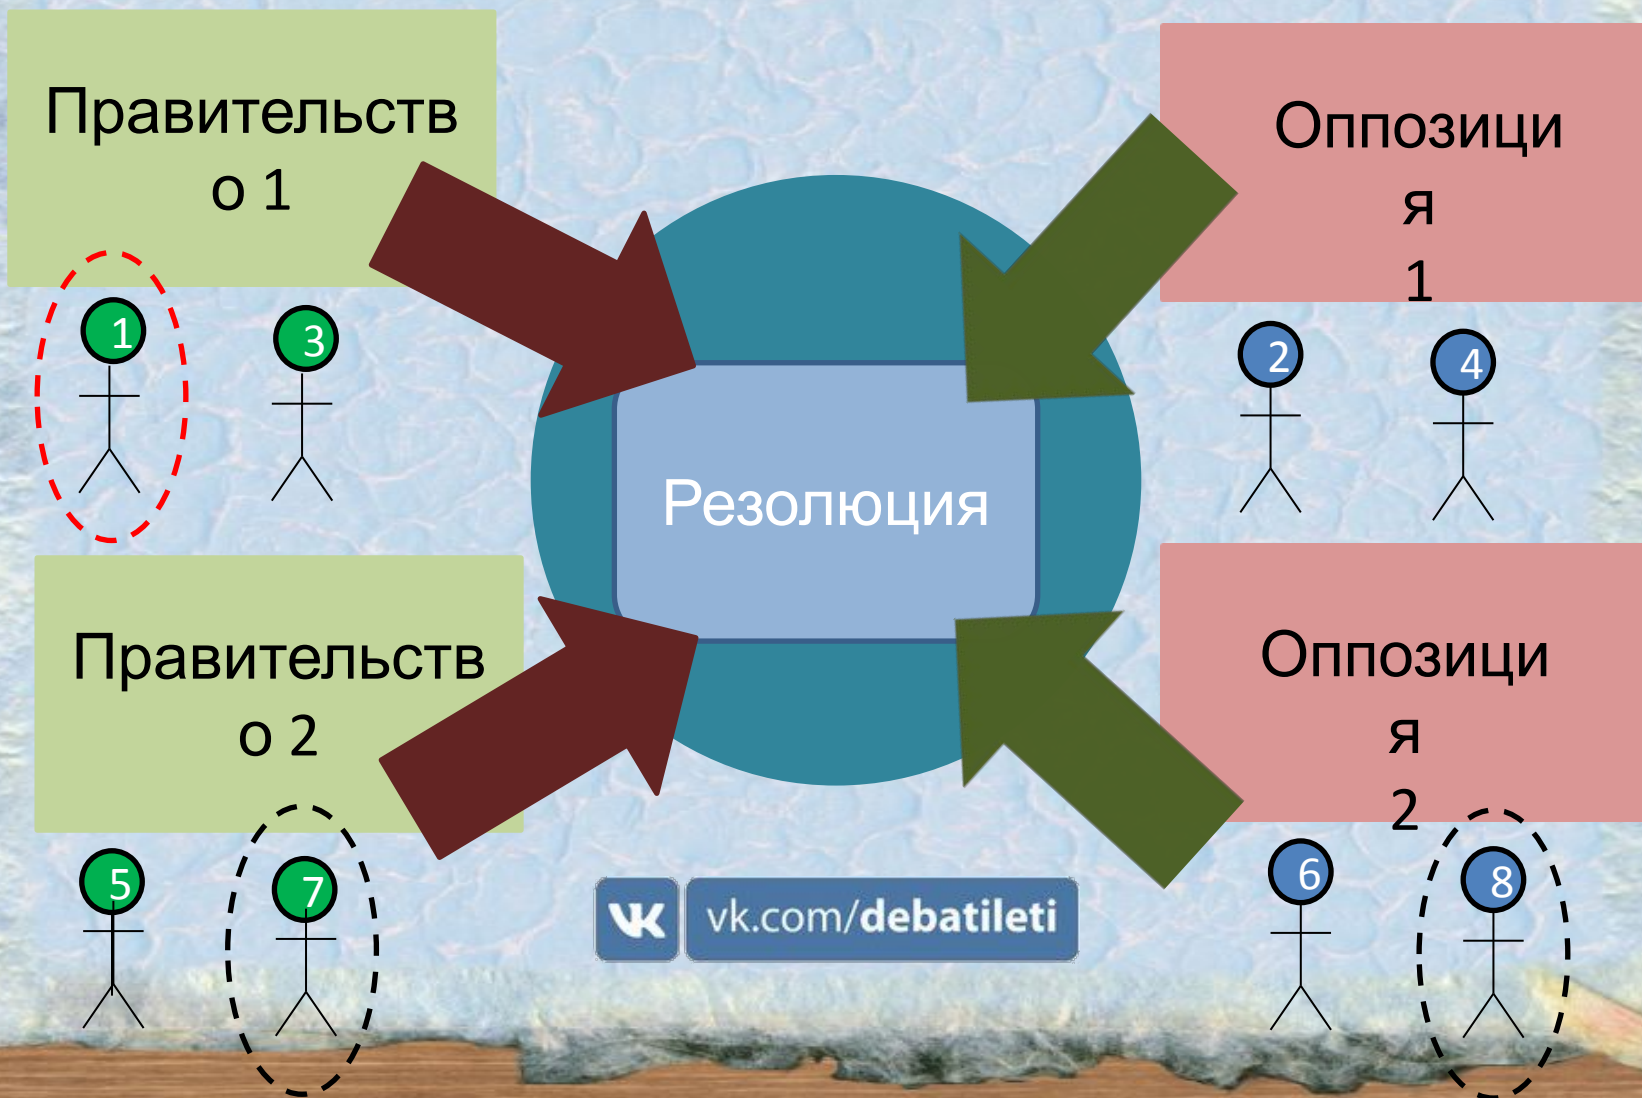 Правительств
о 1
Оппозици
я
1
1
3
2
4
Резолюция
Правительств
о 2
Оппозици
я
2
5
7
6
8
vk.com/debatileti